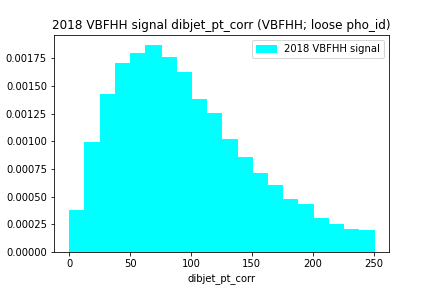 2018 VBFHH signal dibjet_pt_corr (VBFHH; loose pho_id)
2018 VBFHH signal
0.00175
0.00150
0.00125
0.00100
0.00075
0.00050
0.00025
0.00000
0 50 100 150 200 250
dibjet_pt_corr